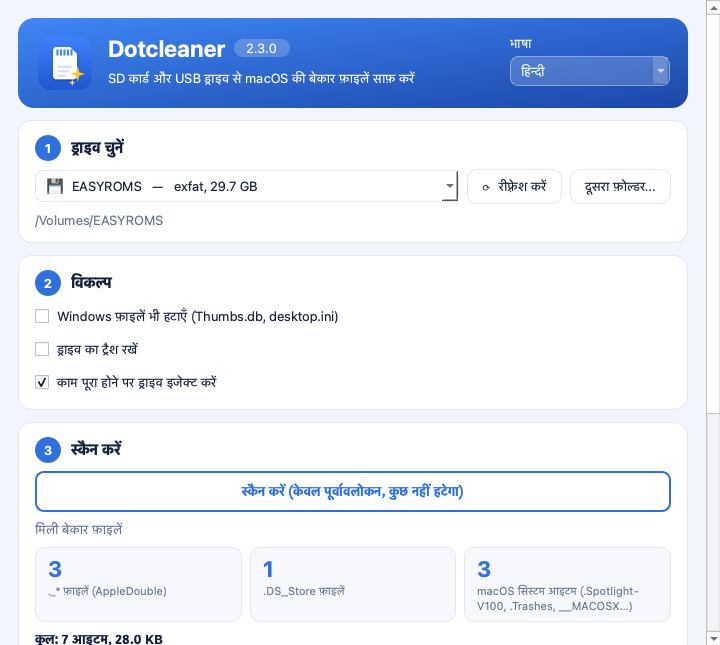 Dotcleaner 2.3.0
SD कार्ड और USB ड्राइव से macOS की बेकार फ़ाइलें साफ़ करें
भाषा
हिन्दी
1 ड्राइव चुनें
EASYROMS — exfat, 29.7 GB
⟳ रीफ़्रेश करें
दूसरा फ़ोल्डर...
/Volumes/EASYROMS
2 विकल्प
Windows फ़ाइलें भी हटाएँ (Thumbs.db, desktop.ini)
ड्राइव का ट्रैश रखें
काम पूरा होने पर ड्राइव इजेक्ट करें
3 स्कैन करें
स्कैन करें (केवल पूर्वावलोकन, कुछ नहीं हटेगा)
मिली बेकार फ़ाइलें
3
._* फ़ाइलें (AppleDouble)
1
.DS_Store फ़ाइलें
3
macOS सिस्टम आइटम (.Spotlight-
V100, .Trashes, __MACOSX...)
कुल: 7 आइटम, 28.0 KB